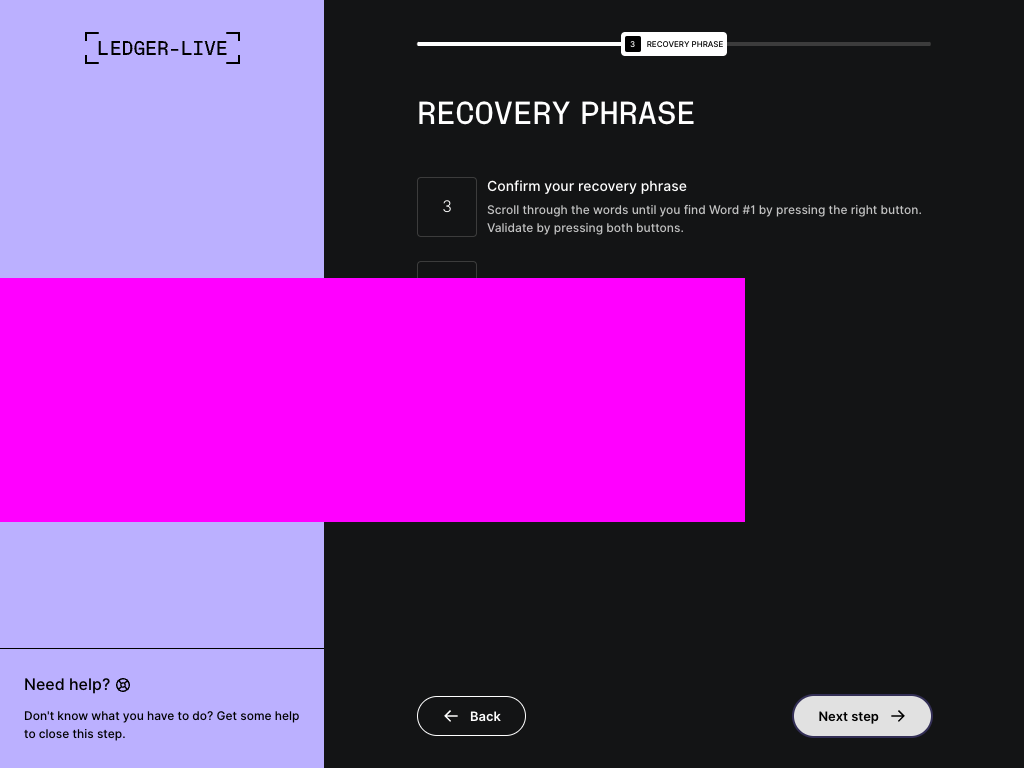 LEDGER-LIVE
3 RECOVERY PHRASE
RECOVERY PHRASE
3
Confirm your recovery phrase
Scroll through the words until you find Word #1 by pressing the right button.
Validate by pressing both buttons.
Need help?
Don't know what you have to do? Get some help
to close this step.
Back
Next step